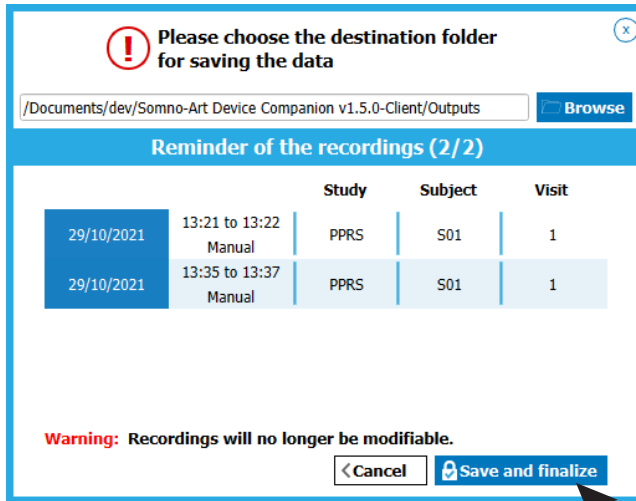 Please choose the destination folder
for saving the data
x
/Documents/dev/Somno-Art Device Companion v1.5.0-Client/Outputs
Browse
Reminder of the recordings (2/2)
Study Subject Visit
29/10/2021 13:21 to 13:22 Manual PPRS S01 1
29/10/2021 13:35 to 13:37 Manual PPRS S01 1
Warning: Recordings will no longer be modifiable.
<Cancel Save and finalize